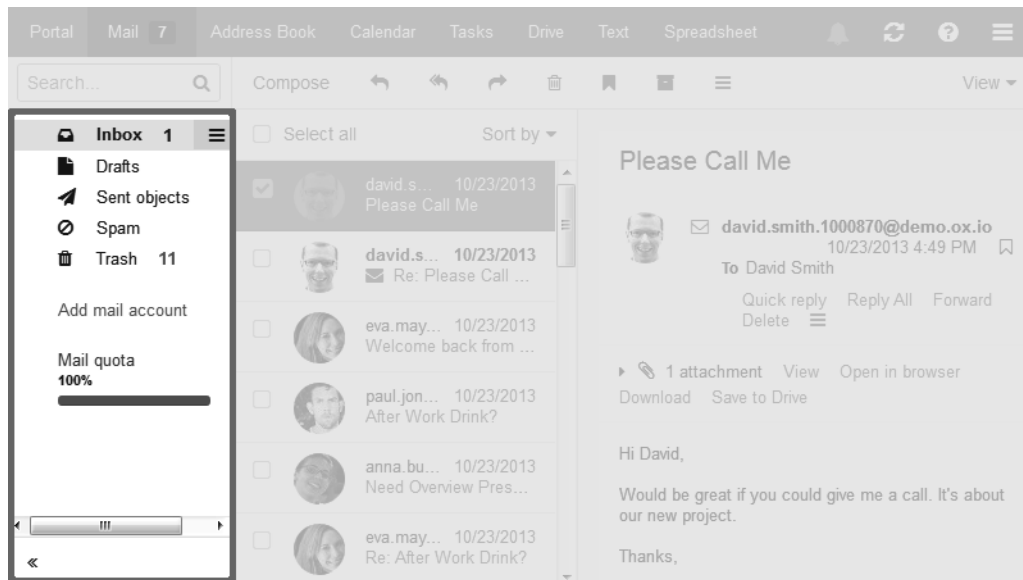 Portal Mail 7 Address Book Calendar Tasks Drive Text Spreadsheet
Search... Compose View
Inbox 1
Drafts
Sent objects
Spam
Trash 11
Add mail account
Mail quota
100%
Select all Sort by
david.s... 10/23/2013
Please Call Me
david.s... 10/23/2013
Re: Please Call ...
eva.may... 10/23/2013
Welcome back from ...
paul.jon... 10/23/2013
After Work Drink?
anna.bu... 10/23/2013
Need Overview Pres...
eva.may... 10/23/2013
Re: After Work Drink?
Please Call Me
david.smith.1000870@demo.ox.io
10/23/2013 4:49 PM
To David Smith
Quick reply Reply All Forward
Delete
1 attachment View Open in browser
Download Save to Drive
Hi David,
Would be great if you could give me a call. It's about
our new project.
Thanks,